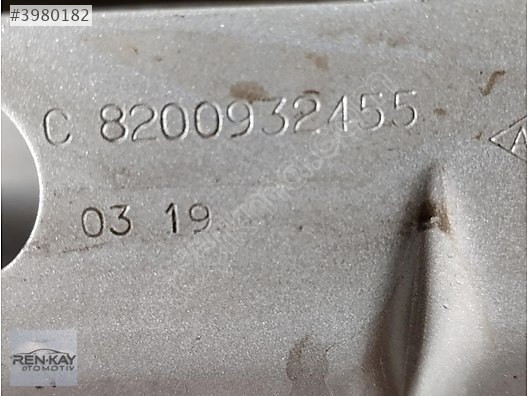 #3980182
C 8200932455
03 19
REN-KAY
OTOMOTİV